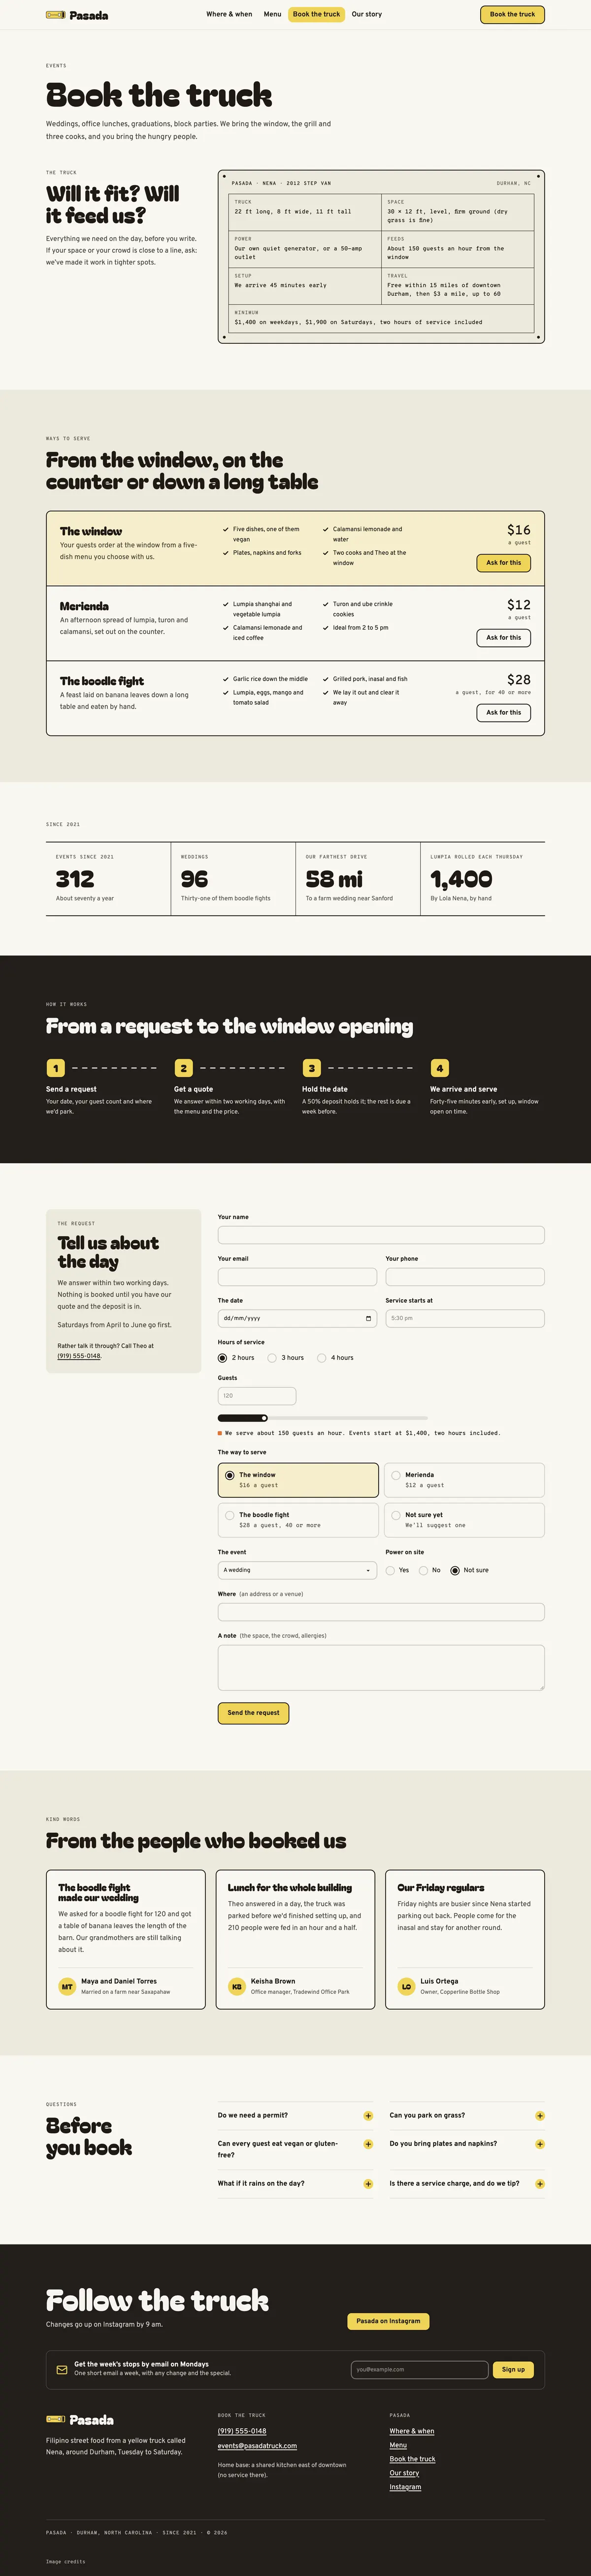 Pasada
Where & when
Menu
Book the truck
Our story
Book the truck
EVENTS
Book the truck
Weddings, office lunches, graduations, block parties. We bring the window, the grill and
three cooks, and you bring the hungry people.
THE TRUCK
Will it fit? Will
it feed us?
Everything we need on the day, before you write.
If your space or your crowd is close to a line, ask:
we've made it work in tighter spots.
PASADA · NENA · 2012 STEP VAN
DURHAM, NC
TRUCK
22 ft long, 8 ft wide, 11 ft tall
SPACE
30 × 12 ft, level, firm ground (dry
grass is fine)
POWER
Our own quiet generator, or a 50-amp
outlet
FEEDS
About 150 guests an hour from the
window
SETUP
We arrive 45 minutes early
TRAVEL
Free within 15 miles of downtown
Durham, then $3 a mile, up to 60
MINIMUM
$1,400 on weekdays, $1,900 on Saturdays, two hours of service included
WAYS TO SERVE
From the window, on the
counter or down a long table
The window
Your guests order at the window from a five-
dish menu you choose with us.
Five dishes, one of them
vegan
Plates, napkins and forks
Calamansi lemonade and
water
Two cooks and Theo at the
window
$16
a guest
Ask for this
Merienda
An afternoon spread of lumpia, turon and
calamansi, set out on the counter.
Lumpia shanghai and
vegetable lumpia
Calamansi lemonade and
iced coffee
Turon and ube crinkle
cookies
Ideal from 2 to 5 pm
$12
a guest
Ask for this
The boodle fight
A feast laid on banana leaves down a long
table and eaten by hand.
Garlic rice down the middle
Lumpia, eggs, mango and
tomato salad
Grilled pork, inasal and fish
We lay it out and clear it
away
$28
a guest, for 40 or more
Ask for this
SINCE 2021
EVENTS SINCE 2021
312
About seventy a year
WEDDINGS
96
Thirty-one of them boodle fights
OUR FARTHEST DRIVE
58 mi
To a farm wedding near Sanford
LUMPIA ROLLED EACH THURSDAY
1,400
By Lola Nena, by hand
HOW IT WORKS
From a request to the window opening
1
Send a request
Your date, your guest count and where
we'd park.
2
Get a quote
We answer within two working days, with
the menu and the price.
3
Hold the date
A 50% deposit holds it; the rest is due a
week before.
4
We arrive and serve
Forty-five minutes early, set up, window
open on time.
THE REQUEST
Tell us about
the day
We answer within two working days.
Nothing is booked until you have our
quote and the deposit is in.
Saturdays from April to June go first.
Rather talk it through? Call Theo at
(919) 555-0148.
Your name
Your email
Your phone
The date
Service starts at
dd/mm/yyyy
5:30 pm
Hours of service
2 hours
3 hours
4 hours
Guests
120
We serve about 150 guests an hour. Events start at $1,400, two hours included.
The way to serve
The window
$16 a guest
Merienda
$12 a guest
The boodle fight
$28 a guest, 40 or more
Not sure yet
We'll suggest one
The event
A wedding
Power on site
Yes
No
Not sure
Where (an address or a venue)
A note (the space, the crowd, allergies)
Send the request
KIND WORDS
From the people who booked us
The boodle fight
made our wedding
We asked for a boodle fight for 120 and got
a table of banana leaves the length of the
barn. Our grandmothers are still talking
about it.
MT
Maya and Daniel Torres
Married on a farm near Saxapahaw
Lunch for the whole building
Theo answered in a day, the truck was
parked before we'd finished setting up, and
210 people were fed in an hour and a half.
KB
Keisha Brown
Office manager, Tradewind Office Park
Our Friday regulars
Friday nights are busier since Nena started
parking out back. People come for the
inasal and stay for another round.
LO
Luis Ortega
Owner, Copperline Bottle Shop
QUESTIONS
Before
you book
Do we need a permit?
Can you park on grass?
Can every guest eat vegan or gluten-
free?
Do you bring plates and napkins?
What if it rains on the day?
Is there a service charge, and do we tip?
Follow the truck
Changes go up on Instagram by 9 am.
Pasada on Instagram
Get the week's stops by email on Mondays
One short email a week, with any change and the special.
you@example.com
Sign up
Pasada
Filipino street food from a yellow truck called
Nena, around Durham, Tuesday to Saturday.
BOOK THE TRUCK
(919) 555-0148
events@pasadatruck.com
Home base: a shared kitchen east of downtown
(no service there).
PASADA
Where & when
Menu
Book the truck
Our story
Instagram
PASADA · DURHAM, NORTH CAROLINA · SINCE 2021 · © 2026
Image credits